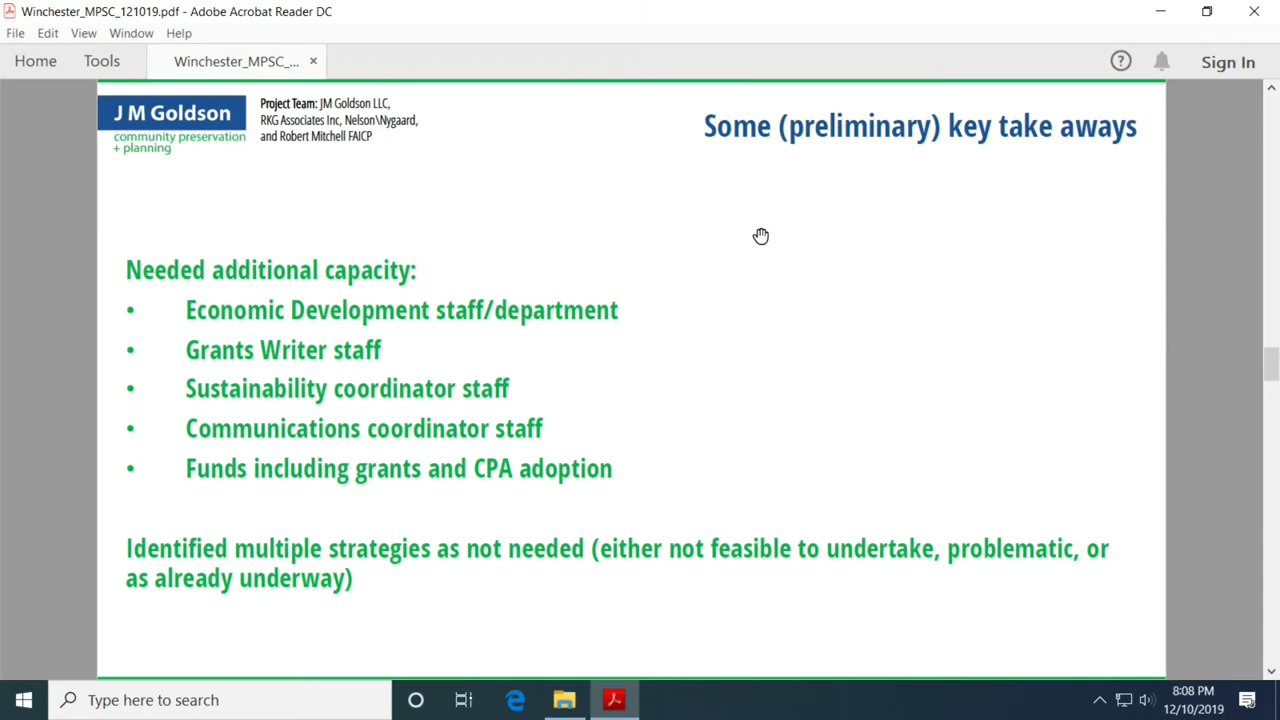 Winchester_MPSC_121019.pdf - Adobe Acrobat Reader DC
File Edit View Window Help
Home Tools Winchester_MPSC_... × Sign In
J M Goldson
community preservation
+ planning
Project Team: JM Goldson LLC,
RKG Associates Inc, Nelson\Nygaard,
and Robert Mitchell FAICP
Some (preliminary) key take aways
Needed additional capacity:
• Economic Development staff/department
• Grants Writer staff
• Sustainability coordinator staff
• Communications coordinator staff
• Funds including grants and CPA adoption
Identified multiple strategies as not needed (either not feasible to undertake, problematic, or
as already underway)
Type here to search
8:08 PM
12/10/2019